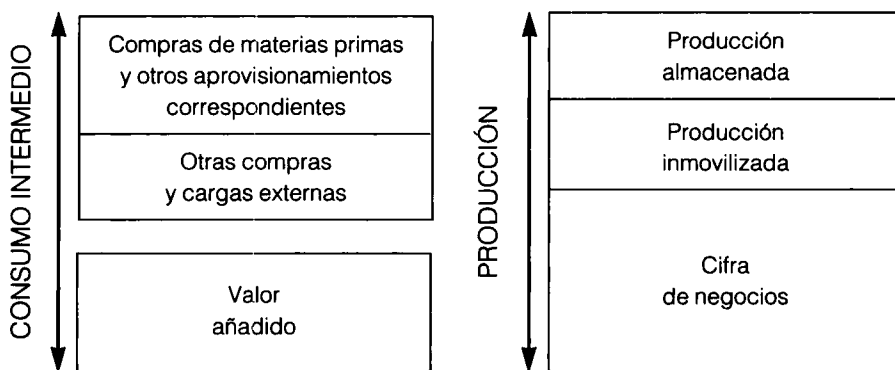 CONSUMO INTERMEDIO
Compras de materias primas
y otros aprovisionamientos
correspondientes
Otras compras
y cargas externas
Valor
añadido
PRODUCCIÓN
Producción
almacenada
Producción
inmovilizada
Cifra
de negocios